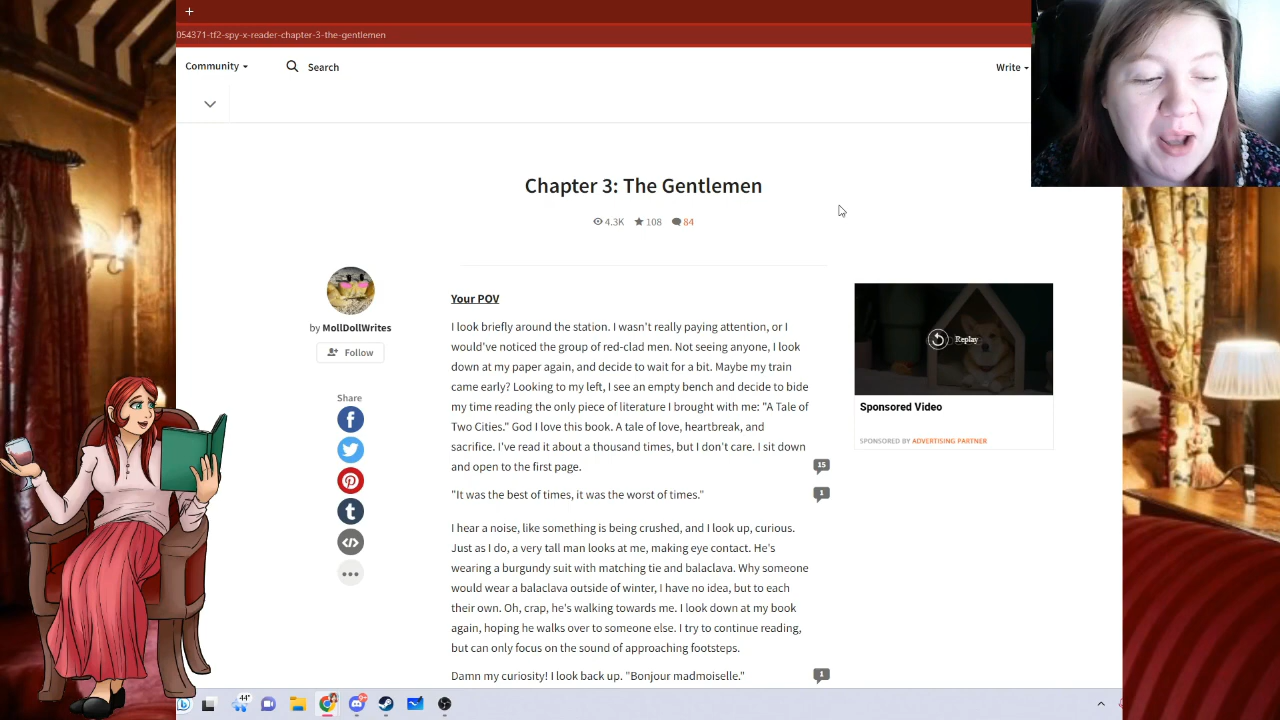 +
054371-tf2-spy-x-reader-chapter-3-the-gentlemen
Community
Search
Write
Chapter 3: The Gentlemen
4.3K 108 84
by MollDollWrites
Follow
Share
Your POV
I look briefly around the station. I wasn't really paying attention, or I
would've noticed the group of red-clad men. Not seeing anyone, I look
down at my paper again, and decide to wait for a bit. Maybe my train
came early? Looking to my left, I see an empty bench and decide to bide
my time reading the only piece of literature I brought with me: "A Tale of
Two Cities." God I love this book. A tale of love, heartbreak, and
sacrifice. I've read it about a thousand times, but I don't care. I sit down
and open to the first page.
15
"It was the best of times, it was the worst of times."
1
I hear a noise, like something is being crushed, and I look up, curious.
Just as I do, a very tall man looks at me, making eye contact. He's
wearing a burgundy suit with matching tie and balaclava. Why someone
would wear a balaclava outside of winter, I have no idea, but to each
their own. Oh, crap, he's walking towards me. I look down at my book
again, hoping he walks over to someone else. I try to continue reading,
but can only focus on the sound of approaching footsteps.
Damn my curiosity! I look back up. "Bonjour madmoiselle."
1
Replay
Sponsored Video
SPONSORED BY ADVERTISING PARTNER
44°